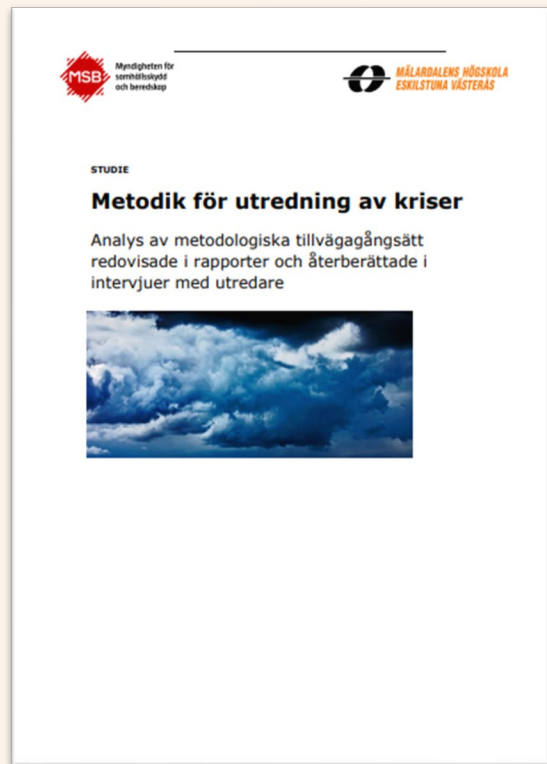 MSB
Myndigheten för
samhällsskydd
och beredskap
MÄLARDALENS HÖGSKOLA
ESKILSTUNA VÄSTERÅS
STUDIE
Metodik för utredning av kriser
Analys av metodologiska tillvägagångsätt
redovisade i rapporter och återberättade i
intervjuer med utredare